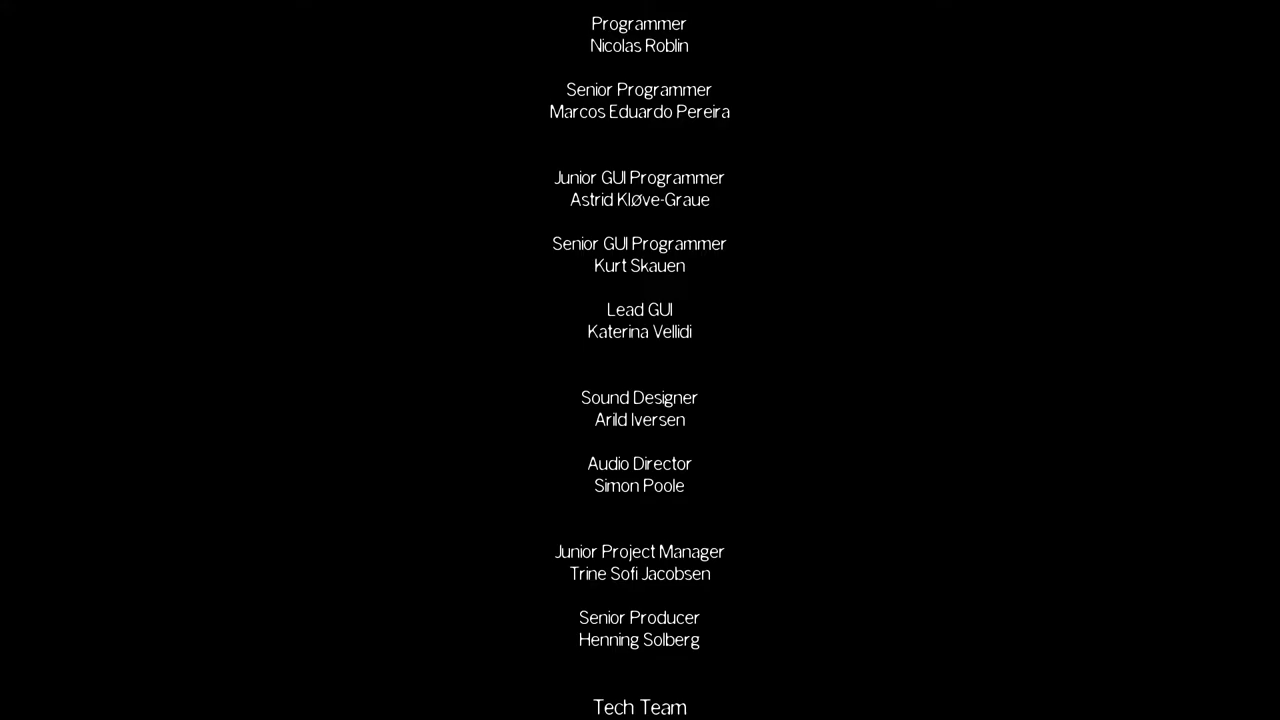 Programmer
Nicolas Roblin
Senior Programmer
Marcos Eduardo Pereira
Junior GUI Programmer
Astrid Kløve-Graue
Senior GUI Programmer
Kurt Skauen
Lead GUI
Katerina Vellidi
Sound Designer
Arild Iversen
Audio Director
Simon Poole
Junior Project Manager
Trine Sofi Jacobsen
Senior Producer
Henning Solberg
Tech Team